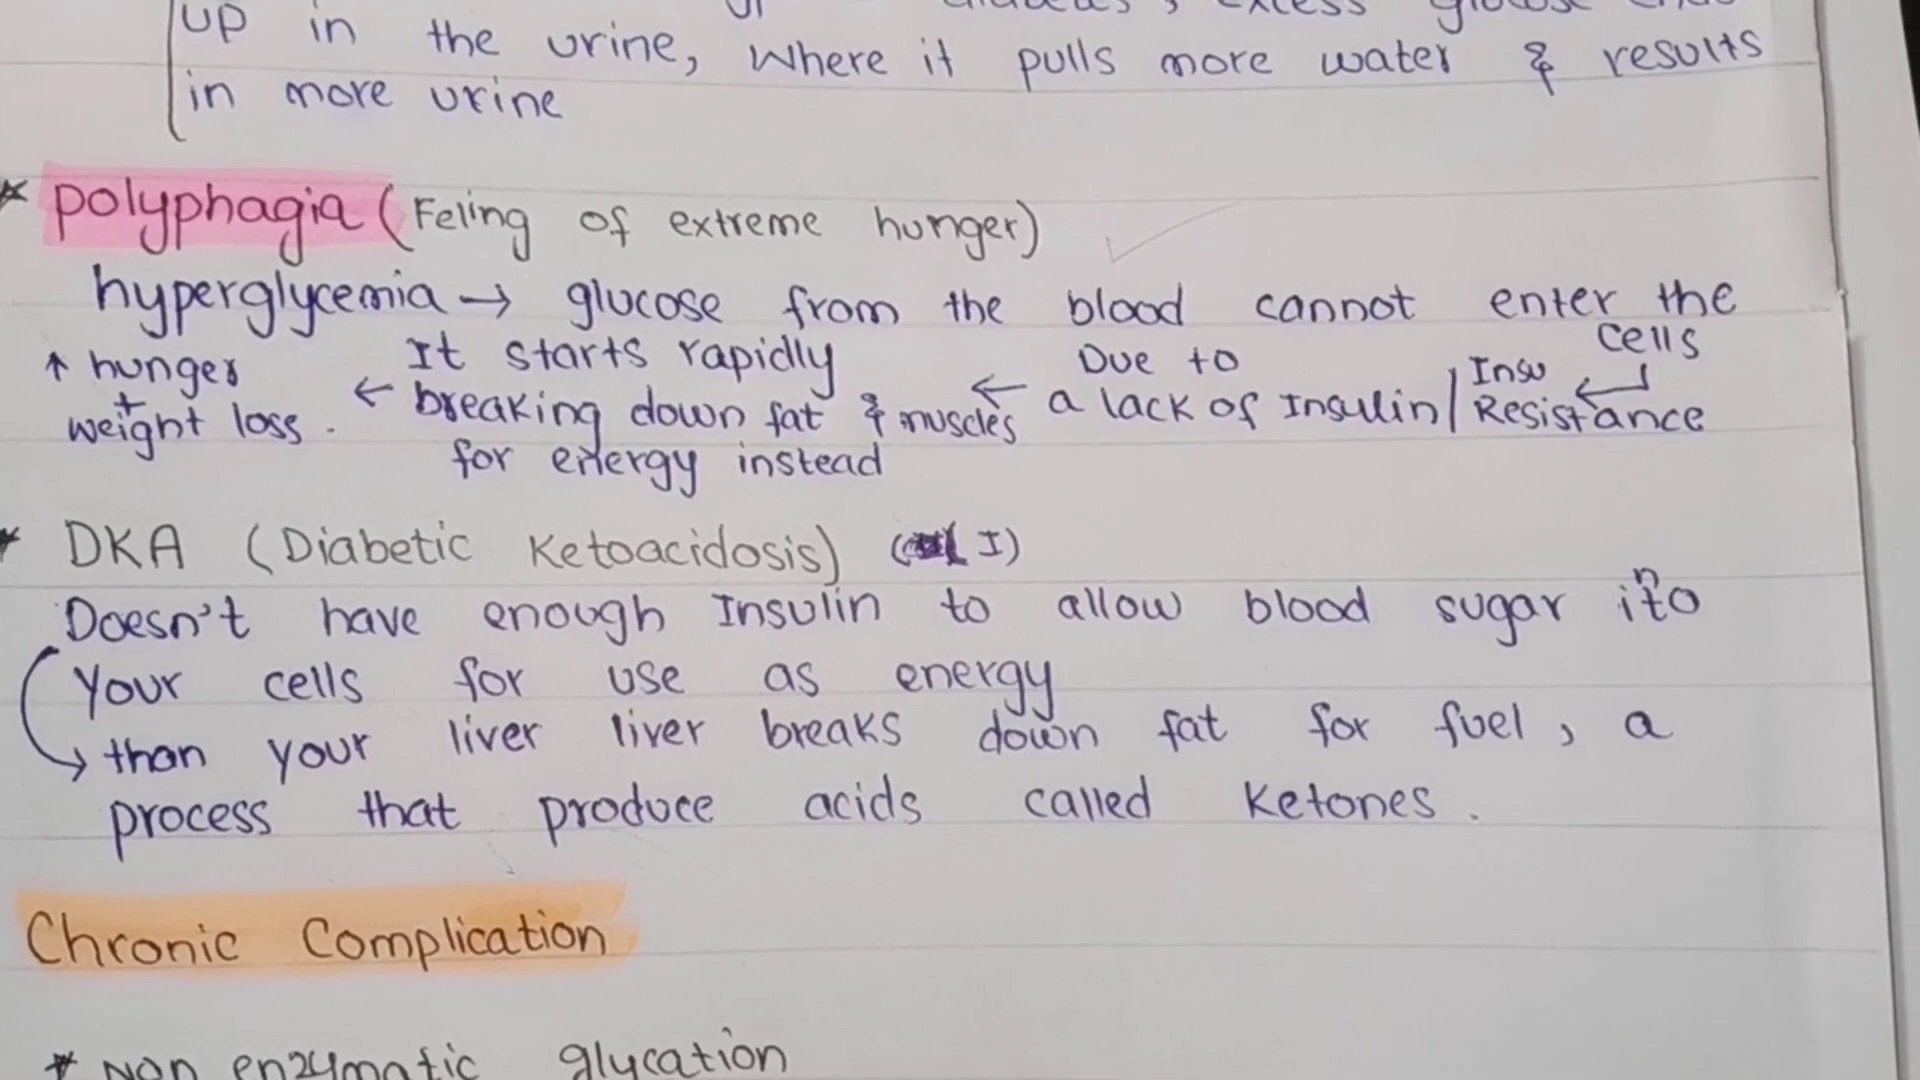 up in the urine, where it pulls more water & results
in more urine
* polyphagia (Feling of extreme hunger)
hyperglycemia → glucose from the blood cannot enter the
cells
Due to
a lack of Insulin / Insu Resistance
← It starts rapidly
breaking down fat & muscles
for energy instead
← ↑ hunger
+
weight loss.
* DKA (Diabetic Ketoacidosis) ( I)
Doesn't have enough Insulin to allow blood sugar into
your cells for use as energy
→ than your liver liver breaks down fat for fuel, a
process that produce acids called Ketones.
Chronic Complication
* Non enzymatic glycation